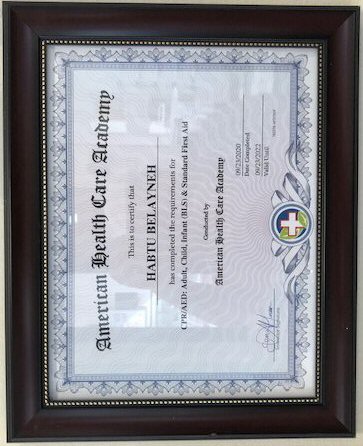 American Health Care Academy
This is to certify that
HABTU BELAYNEH
has completed the requirements for
CPR/AED: Adult, Child, Infant (BLS) & Standard First Aid
Conducted by
American Health Care Academy
09/23/2020
Date Completed
09/23/2022
Valid Until